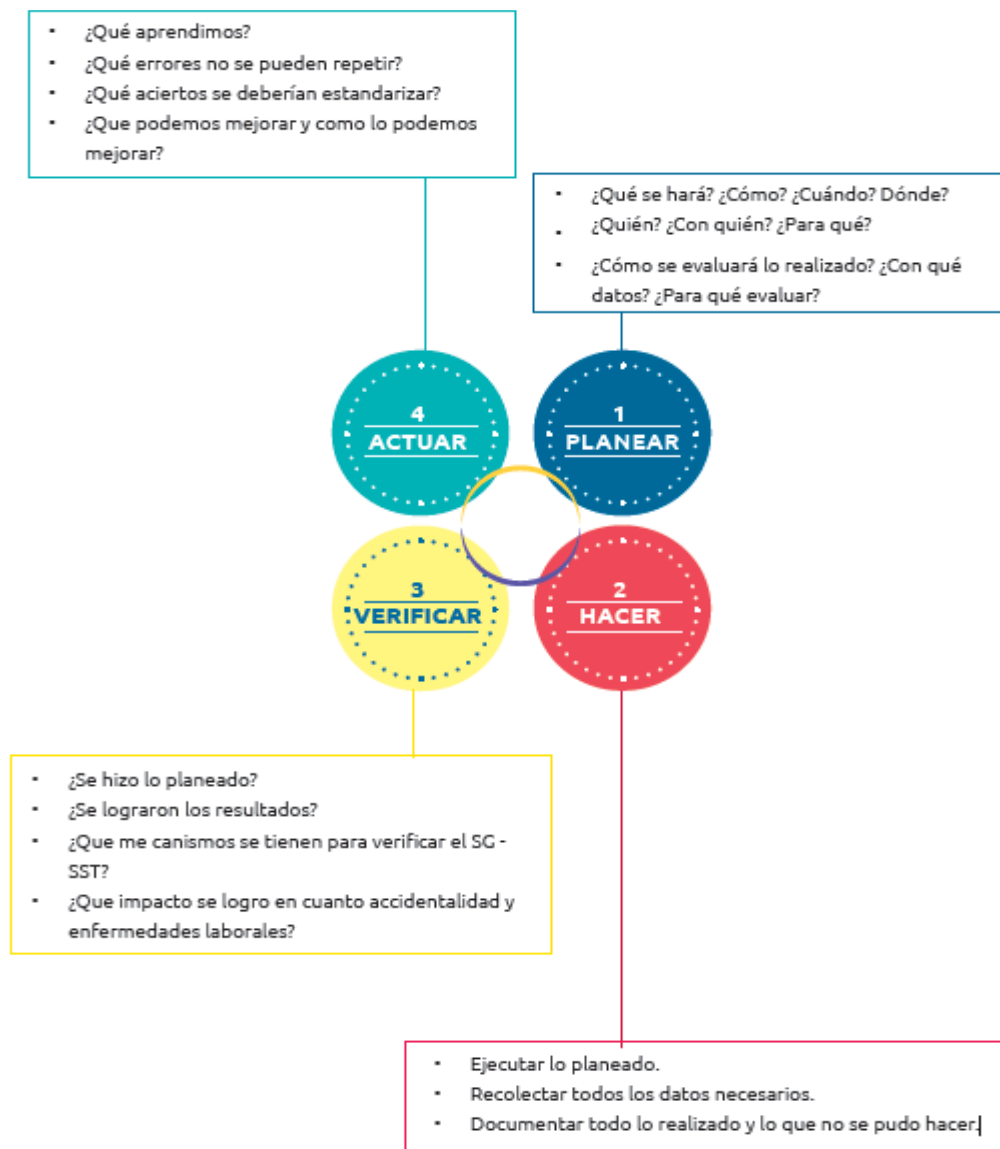 ¿Qué aprendimos?
¿Qué errores no se pueden repetir?
¿Qué aciertos se deberían estandarizar?
¿Que podemos mejorar y como lo podemos
mejorar?
¿Qué se hará? ¿Cómo? ¿Cuándo? Dónde?
¿Quién? ¿Con quién? ¿Para qué?
¿Cómo se evaluará lo realizado? ¿Con qué
datos? ¿Para qué evaluar?
4
ACTUAR
1
PLANEAR
3
VERIFICAR
2
HACER
¿Se hizo lo planeado?
¿Se lograron los resultados?
¿Que me canismos se tienen para verificar el SG -
SST?
¿Que impacto se logro en cuanto accidentalidad y
enfermedades laborales?
Ejecutar lo planeado.
Recolectar todos los datos necesarios.
Documentar todo lo realizado y lo que no se pudo hacer.